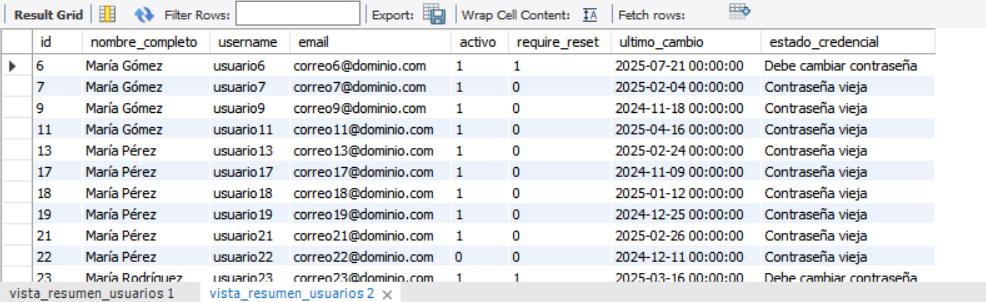 Result Grid Filter Rows: Export: Wrap Cell Content: IA Fetch rows:
id nombre_completo username email activo require_reset ultimo_cambio estado_credencial
6 María Gómez usuario6 correo6@dominio.com 1 1 2025-07-21 00:00:00 Debe cambiar contraseña
7 María Gómez usuario7 correo7@dominio.com 1 0 2025-02-04 00:00:00 Contraseña vieja
9 María Gómez usuario9 correo9@dominio.com 1 0 2024-11-18 00:00:00 Contraseña vieja
11 María Gómez usuario11 correo11@dominio.com 1 0 2025-04-16 00:00:00 Contraseña vieja
13 María Pérez usuario13 correo13@dominio.com 1 0 2025-02-24 00:00:00 Contraseña vieja
17 María Pérez usuario17 correo17@dominio.com 1 0 2024-11-09 00:00:00 Contraseña vieja
18 María Pérez usuario18 correo18@dominio.com 1 0 2025-01-12 00:00:00 Contraseña vieja
19 María Pérez usuario19 correo19@dominio.com 1 0 2024-12-25 00:00:00 Contraseña vieja
21 María Pérez usuario21 correo21@dominio.com 1 0 2025-02-26 00:00:00 Contraseña vieja
22 María Pérez usuario22 correo22@dominio.com 0 0 2024-12-11 00:00:00 Contraseña vieja
23 María Rodríguez usuario23 correo23@dominio.com 1 1 2025-03-16 00:00:00 Debe cambiar contraseña
vista_resumen_usuarios 1 vista_resumen_usuarios 2